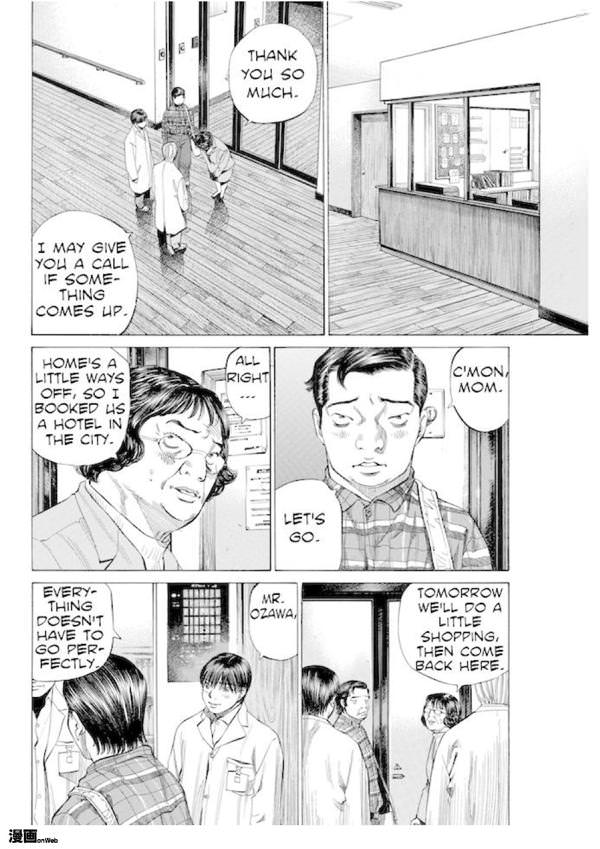 THANK
YOU SO
MUCH.
I MAY GIVE
YOU A CALL
IF SOME-
THING
COMES UP.
C'MON,
MOM.
LET'S
GO.
ALL
RIGHT
...
HOME'S A
LITTLE WAYS
OFF, SO I
BOOKED US
A HOTEL IN
THE CITY.
TOMORROW
WE'LL DO A
LITTLE
SHOPPING,
THEN COME
BACK HERE.
MR.
OZAWA,
EVERY-
THING
DOESN'T
HAVE TO
GO PER-
FECTLY.
漫画onWeb